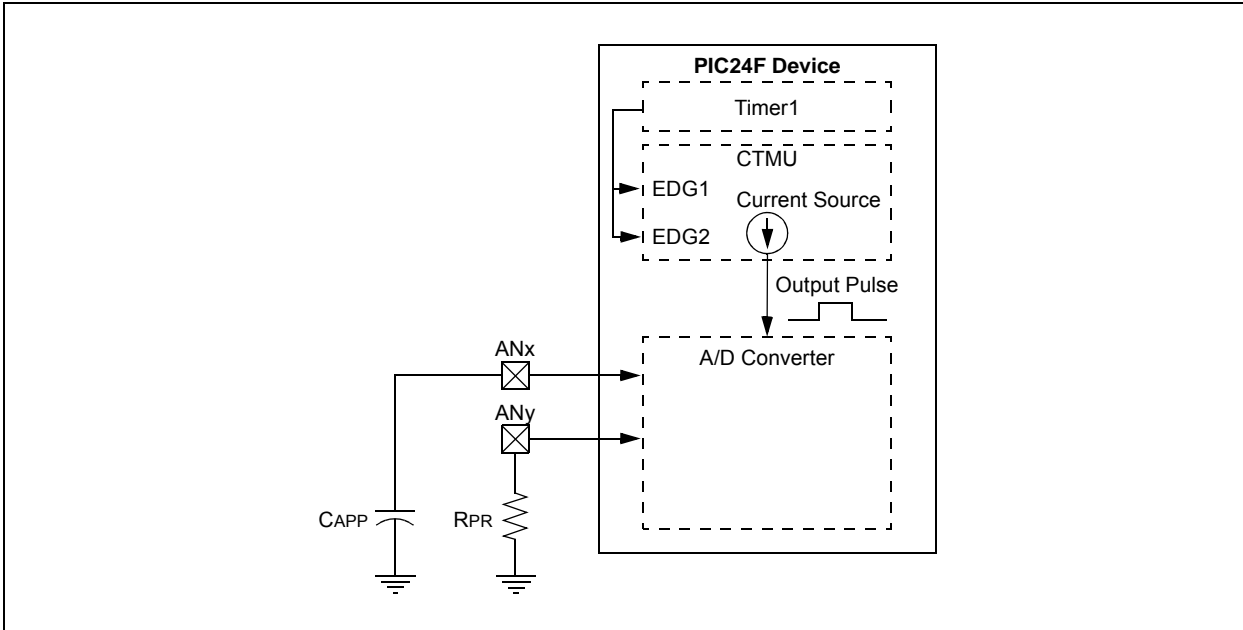 PIC24F Device
Timer1
CTMU
EDG1
Current Source
EDG2
Output Pulse
ANx
A/D Converter
ANy
CAPP
RPR